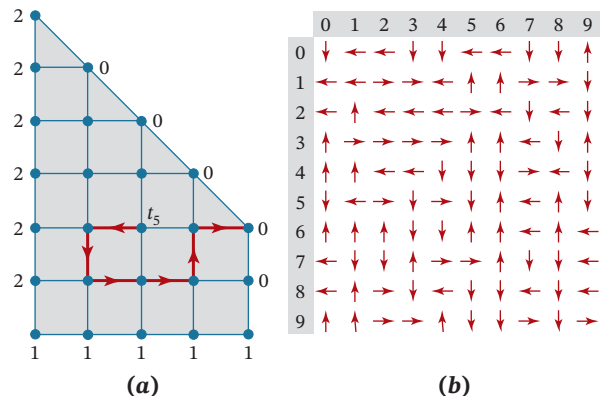 2
2 0
2 0
2 0
2 t5 0
2 0
1 1 1 1 1
(a)
0 1 2 3 4 5 6 7 8 9
0 ↓ ← ← ↓ ↓ ← ← ↓ ↓ ↑
1 ← ← → → ← ↑ ↑ → → ↑
2 ← ↑ ← ← ← → ← ↓ ← ↓
3 ↑ → → → → ↑ ↑ ← ↓ ↑
4 ↑ ↑ ← ← ↓ ↓ ↓ → ← ↑
5 ↓ ← → ↓ ← ↓ ↑ ↓ ↓ ↓
6 ↑ ↑ ↑ ↓ ↑ ↑ ↑ ↓ ↑ ←
7 ← ↓ ↓ ↑ → → ↑ ↓ ↓ ↓
8 ← ↑ → ↓ ← ↓ ↓ ← ↓ ←
9 ↑ ↑ → → ↑ ↓ ↓ → ↓ →
(b)